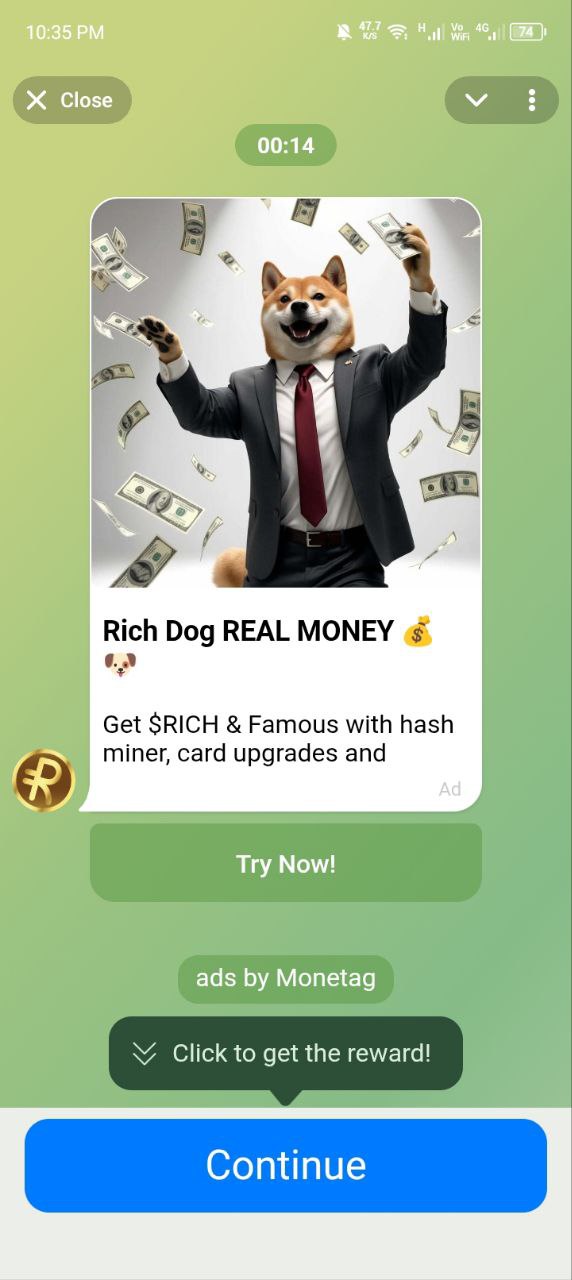 10:35 PM
47.7
K/S
H
Vo
WiFi
4G
74
Close
00:14
Rich Dog REAL MONEY 💰
🐶
Get $RICH & Famous with hash
miner, card upgrades and
Ad
Try Now!
ads by Monetag
Click to get the reward!
Continue